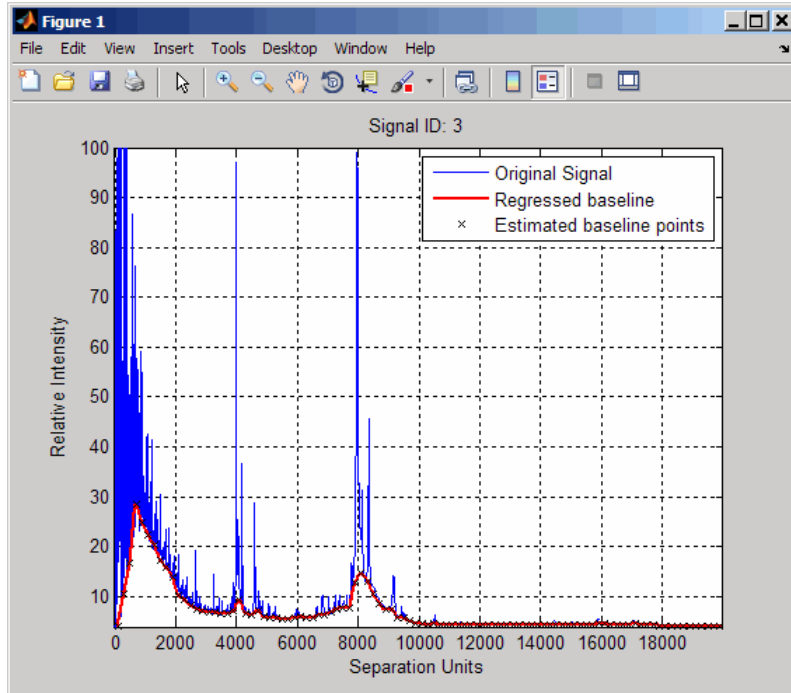 Figure 1
File Edit View Insert Tools Desktop Window Help
Signal ID: 3
100
90
80
70
60
50
40
30
20
10
Relative Intensity
Original Signal
Regressed baseline
Estimated baseline points
0 2000 4000 6000 8000 10000 12000 14000 16000 18000
Separation Units